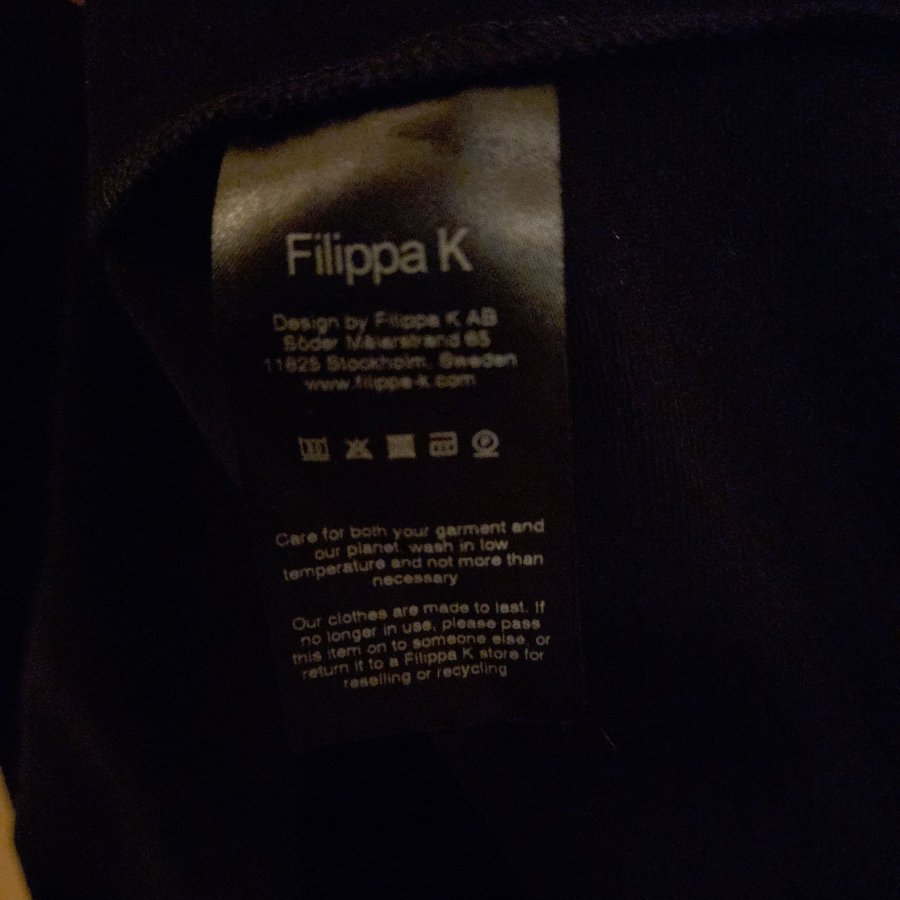 Filippa K
Design by Filippa K AB
Söder Mälarstrand 65
11825 Stockholm, Sweden
www.filippa-k.com
Care for both your garment and
our planet, wash in low
temperature and not more than
necessary
Our clothes are made to last. If
no longer in use, please pass
this item on to someone else, or
return it to a Filippa K store for
reselling or recycling